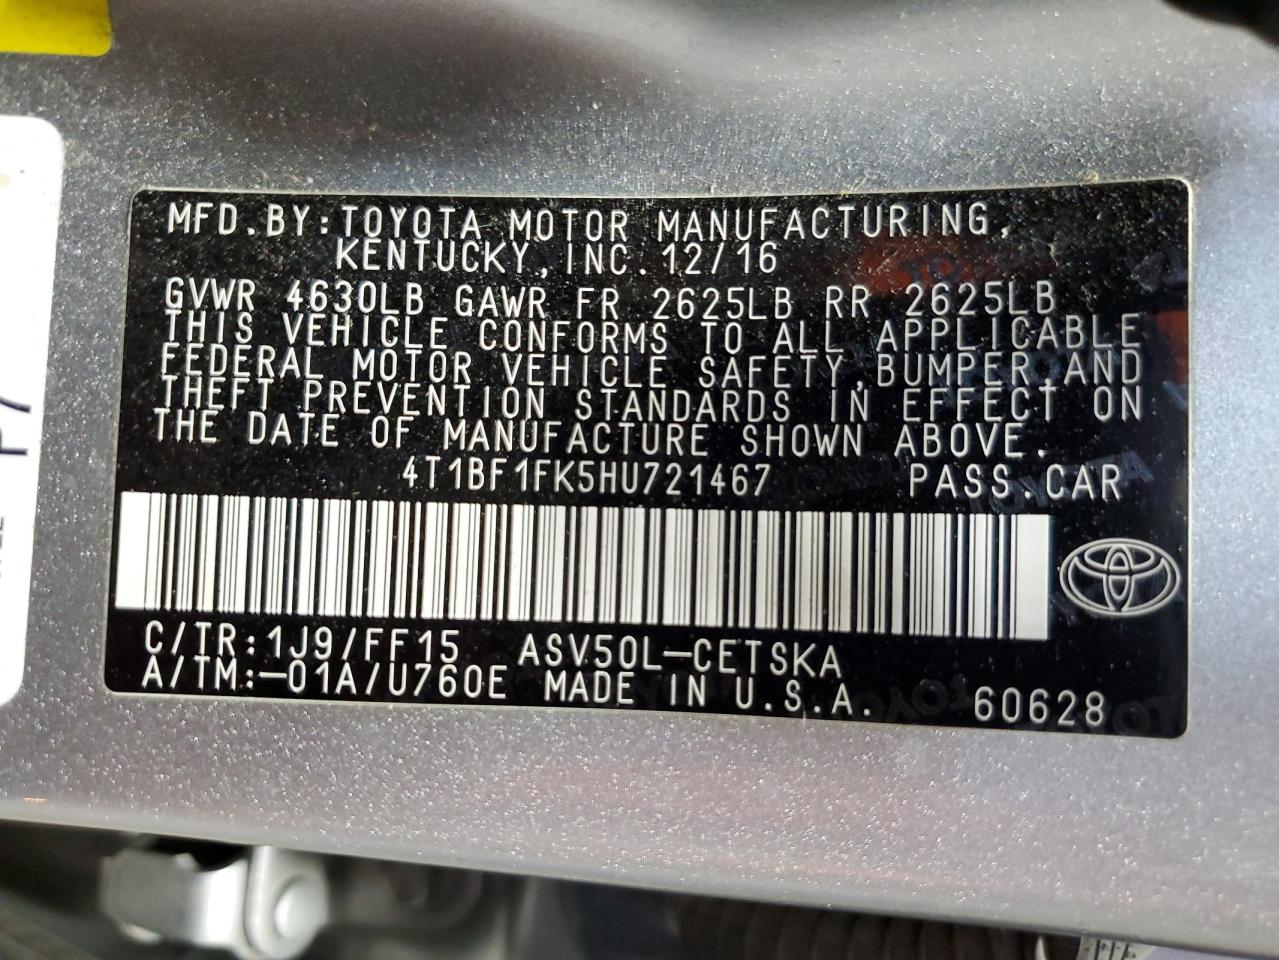 MFD.BY:TOYOTA MOTOR MANUFACTURING,
KENTUCKY,INC. 12/16
GVWR 4630LB GAWR FR 2625LB RR 2625LB
THIS VEHICLE CONFORMS TO ALL APPLICABLE
FEDERAL MOTOR VEHICLE SAFETY,BUMPER,AND
THEFT PREVENTION STANDARDS IN EFFECT ON
THE DATE OF MANUFACTURE SHOWN ABOVE.
4T1BF1FK5HU721467 PASS.CAR
C/TR:1J9/FF15 ASV50L-CETSKA
A/TM:-01A/U760E MADE IN U.S.A. 60628